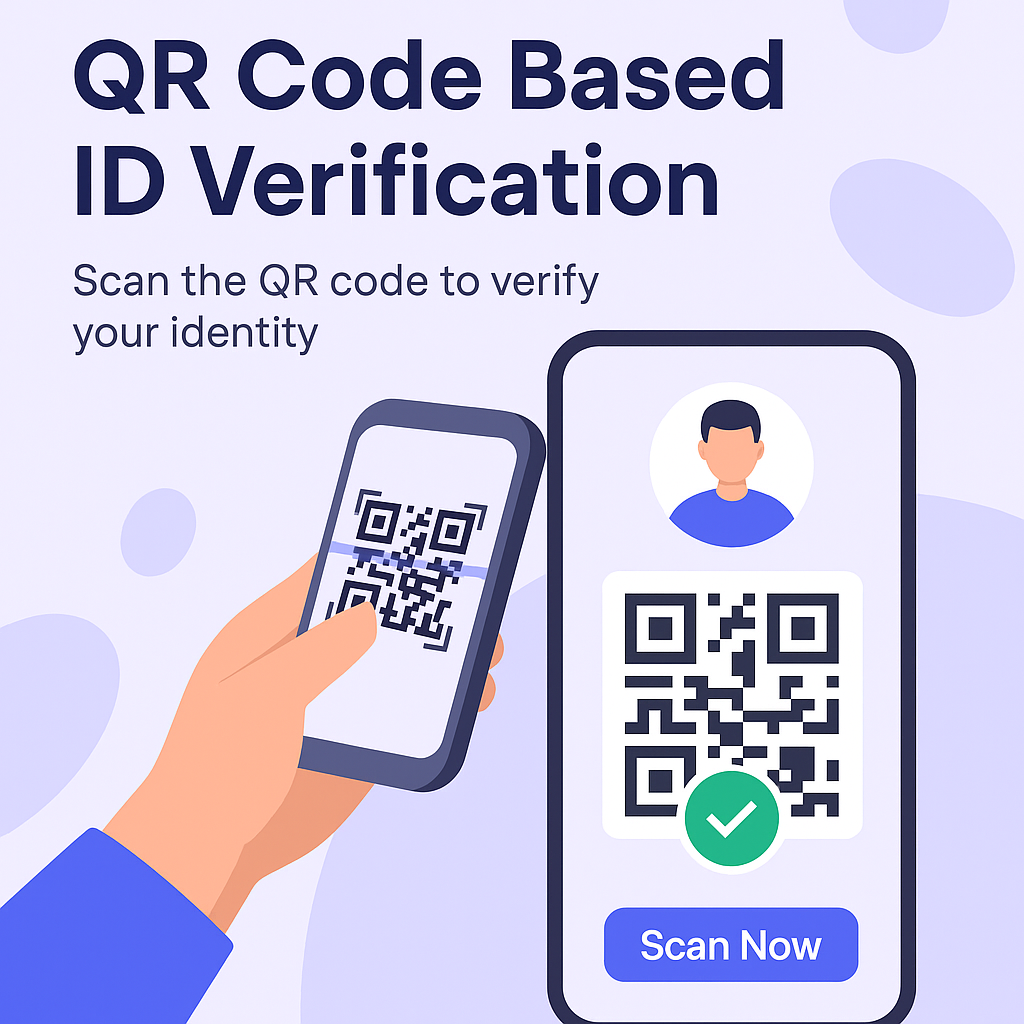 QR Code Based
ID Verification
Scan the QR code to verify
your identity
Scan Now